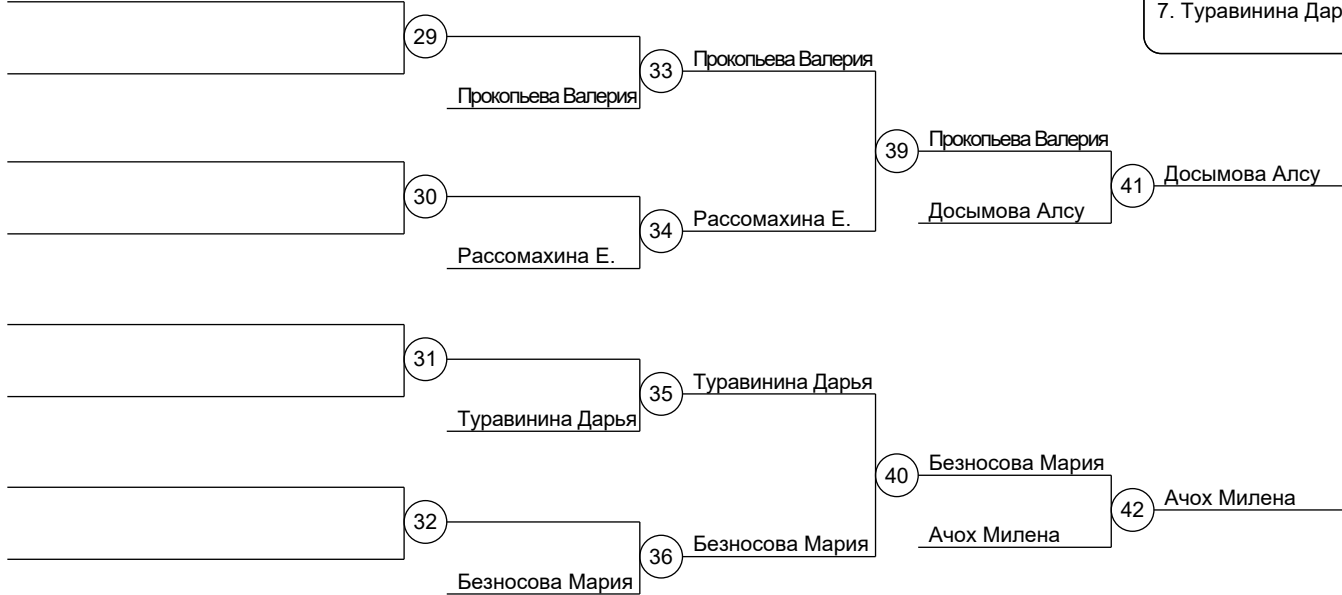 7. Туравинина Дар
29
33
Прокопьева Валерия
Прокопьева Валерия
39
Прокопьева Валерия
41
Досымова Алсу
30
34
Рассомахина Е.
Досымова Алсу
Рассомахина Е.
31
35
Туравинина Дарья
Туравинина Дарья
40
Безносова Мария
42
Ачох Милена
32
36
Безносова Мария
Ачох Милена
Безносова Мария